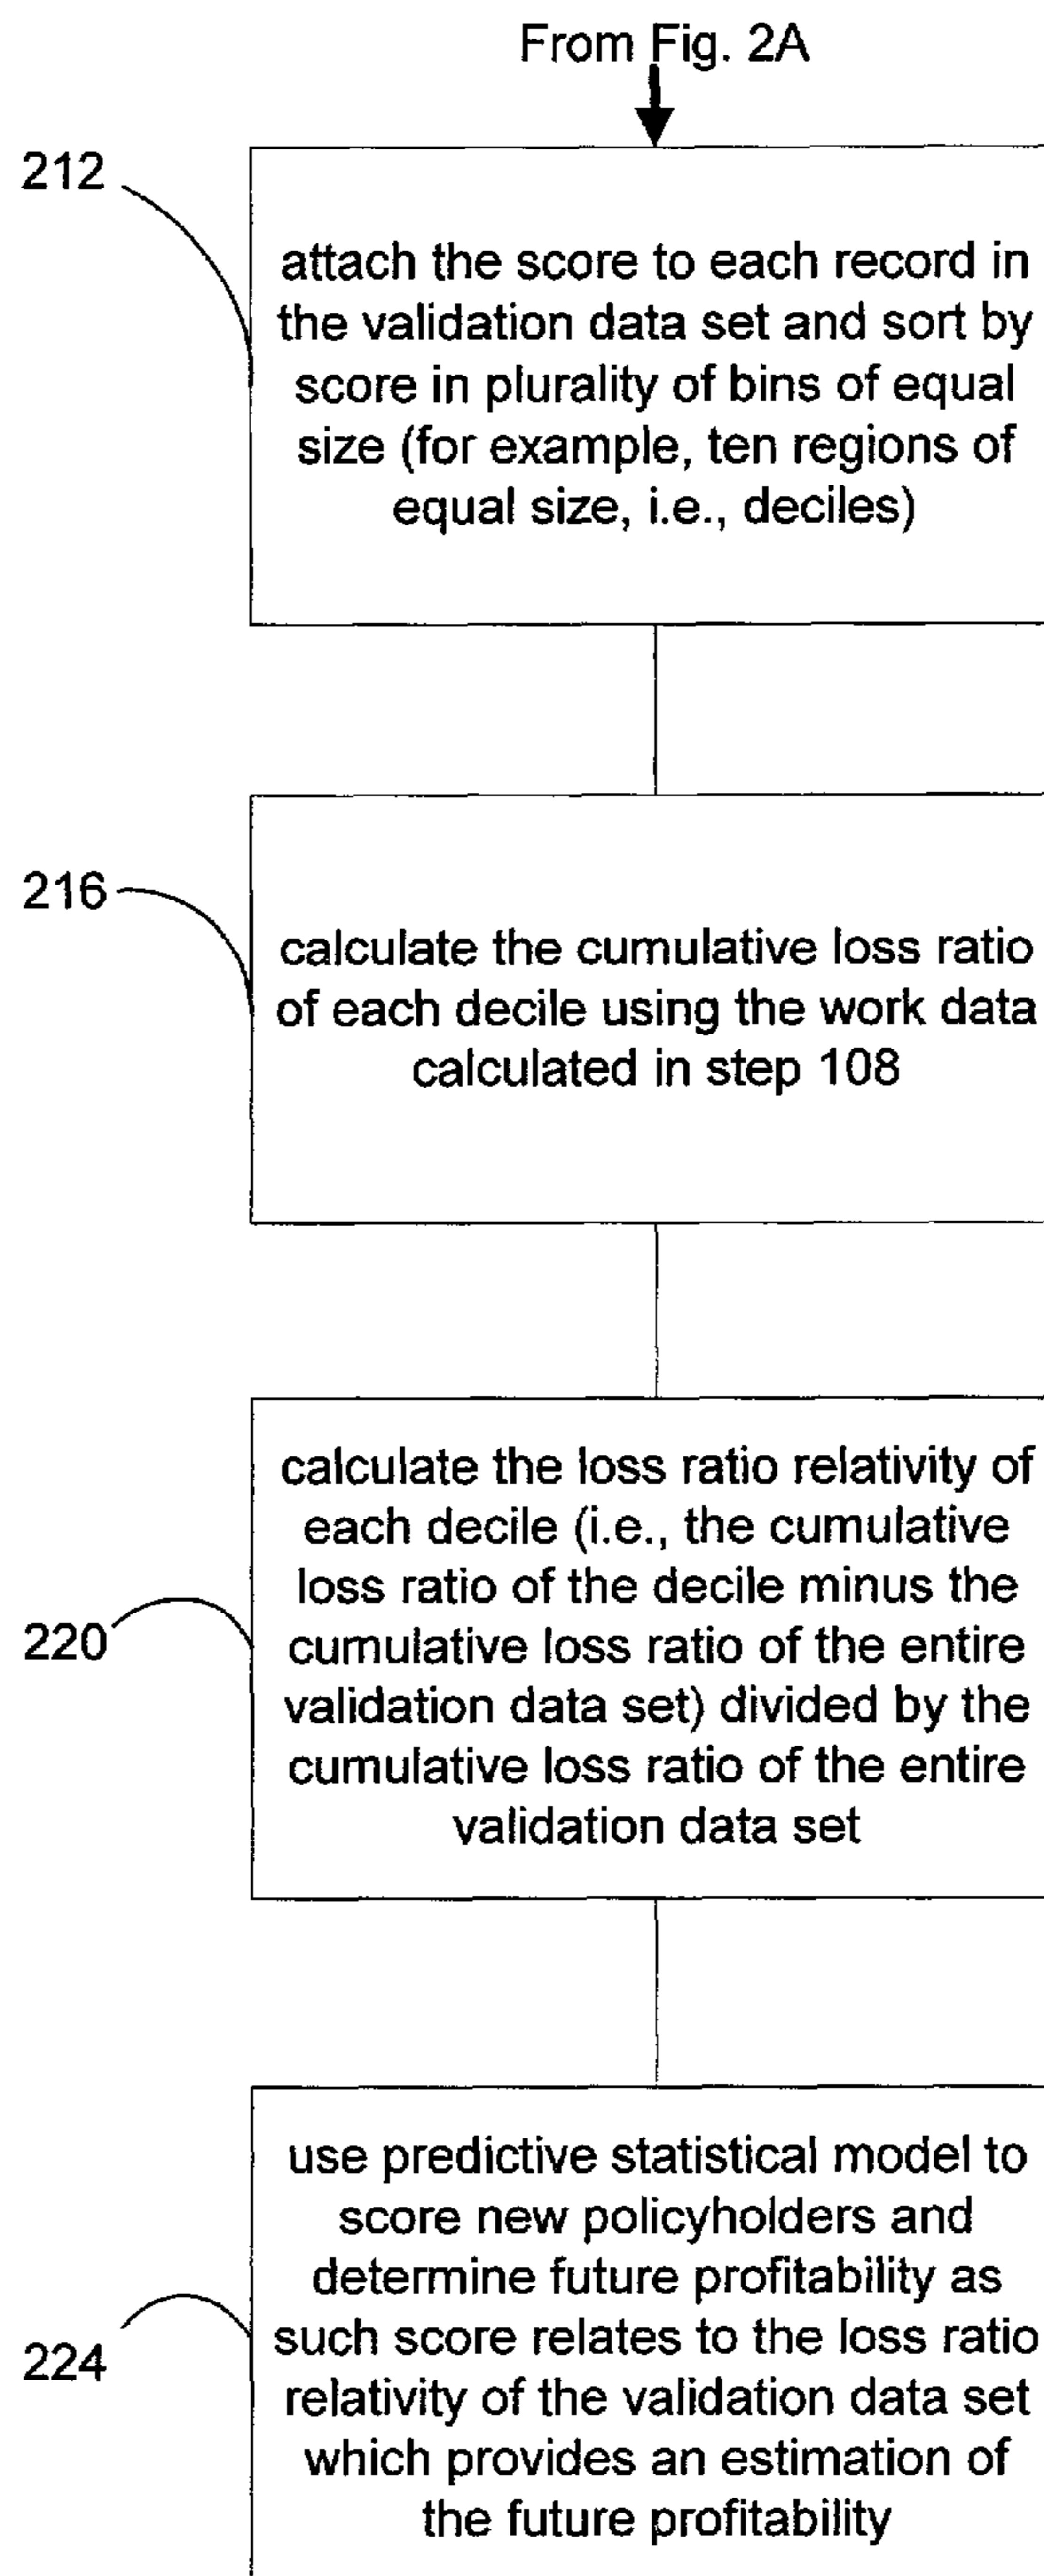 From Fig. 2A
212
attach the score to each record in
the validation data set and sort by
score in plurality of bins of equal
size (for example, ten regions of
equal size, i.e., deciles)
216
calculate the cumulative loss ratio
of each decile using the work data
calculated in step 108
220
calculate the loss ratio relativity of
each decile (i.e., the cumulative
loss ratio of the decile minus the
cumulative loss ratio of the entire
validation data set) divided by the
cumulative loss ratio of the entire
validation data set
224
use predictive statistical model to
score new policyholders and
determine future profitability as
such score relates to the loss ratio
relativity of the validation data set
which provides an estimation of
the future profitability